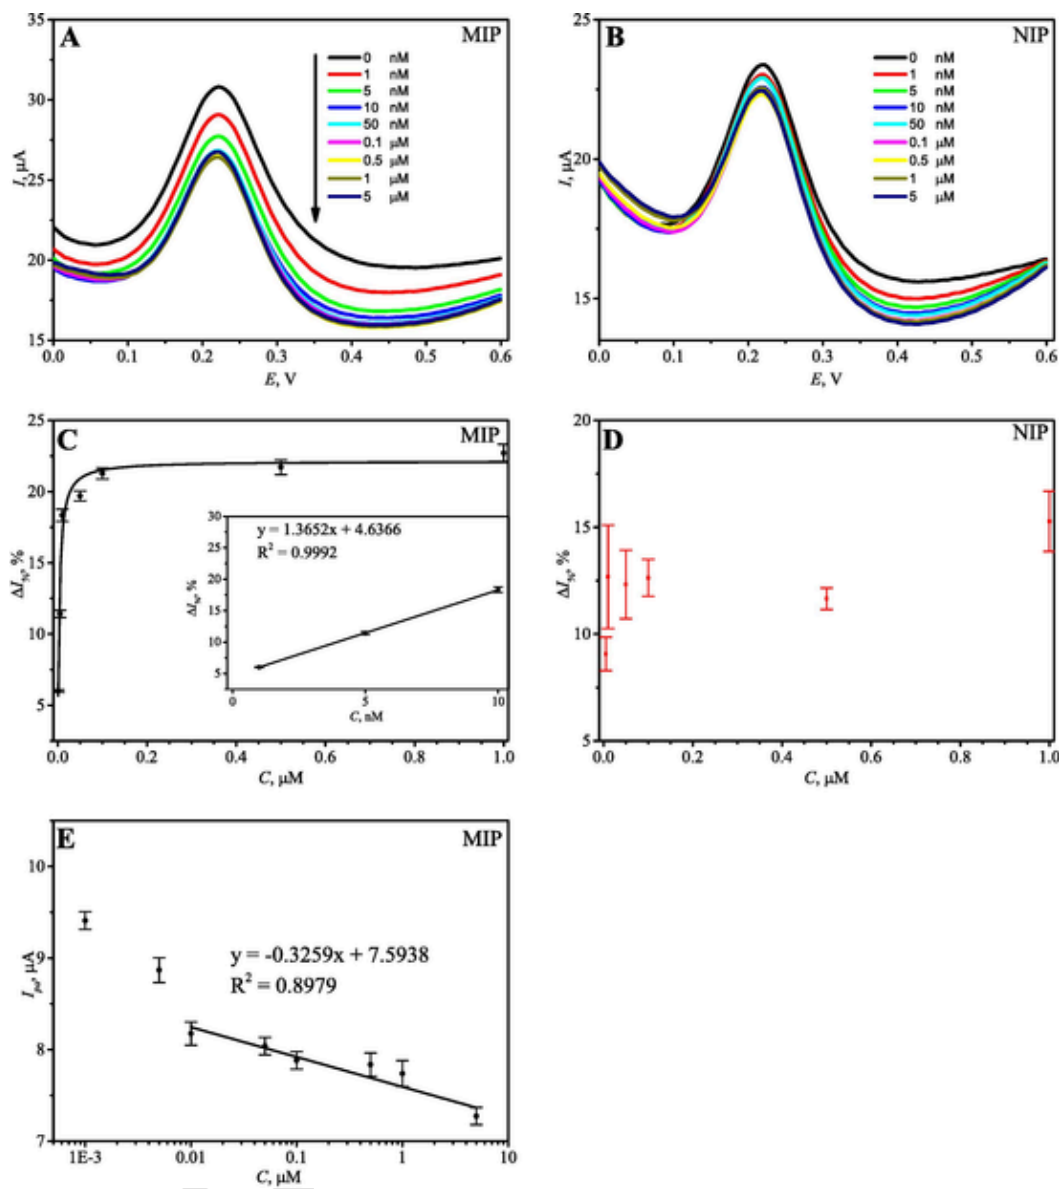 A
MIP
35
30
25
20
15
I, µA
0 nM
1 nM
5 nM
10 nM
50 nM
0.1 µM
0.5 µM
1 µM
5 µM
0.0 0.1 0.2 0.3 0.4 0.5 0.6
E, V
B
NIP
25
20
15
I, µA
0 nM
1 nM
5 nM
10 nM
50 nM
0.1 µM
0.5 µM
1 µM
5 µM
0.0 0.1 0.2 0.3 0.4 0.5 0.6
E, V
C
MIP
25
20
15
10
5
ΔI%, %
y = 1.3652x + 4.6366
R² = 0.9992
30
25
20
15
10
5
ΔI%, %
0 5 10
C, nM
0.0 0.2 0.4 0.6 0.8 1.0
C, µM
D
NIP
20
15
10
5
ΔI%, %
0.0 0.2 0.4 0.6 0.8 1.0
C, µM
E
MIP
10
9
8
7
y = -0.3259x + 7.5938
R² = 0.8979
1E-3 0.01 0.1 1 10
C, µM